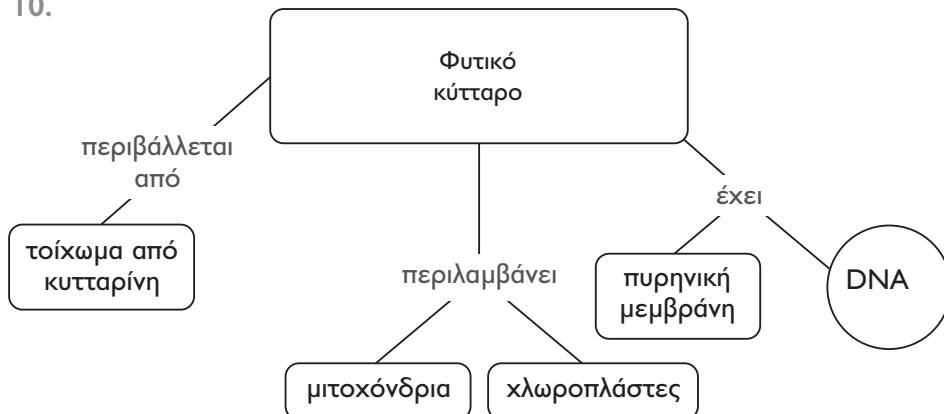 10.
Φυτικό
κύτταρο
περιβάλλεται
από
έχει
τοίχωμα από
κυτταρίνη
περιλαμβάνει
πυρηνική
μεμβράνη
DNA
μιτοχόνδρια
χλωροπλάστες